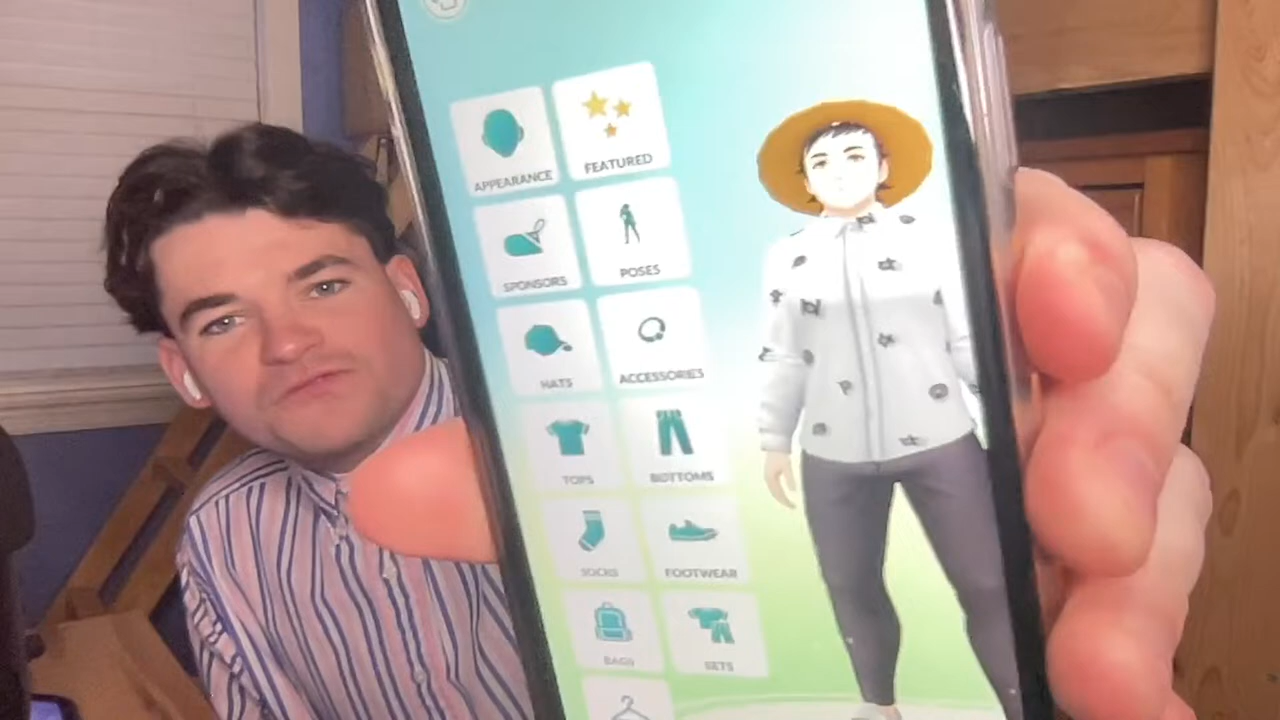 APPEARANCE
FEATURED
SPONSORS
POSES
HATS
ACCESSORIES
TOPS
BOTTOMS
SOCKS
FOOTWEAR
BAGS
SETS